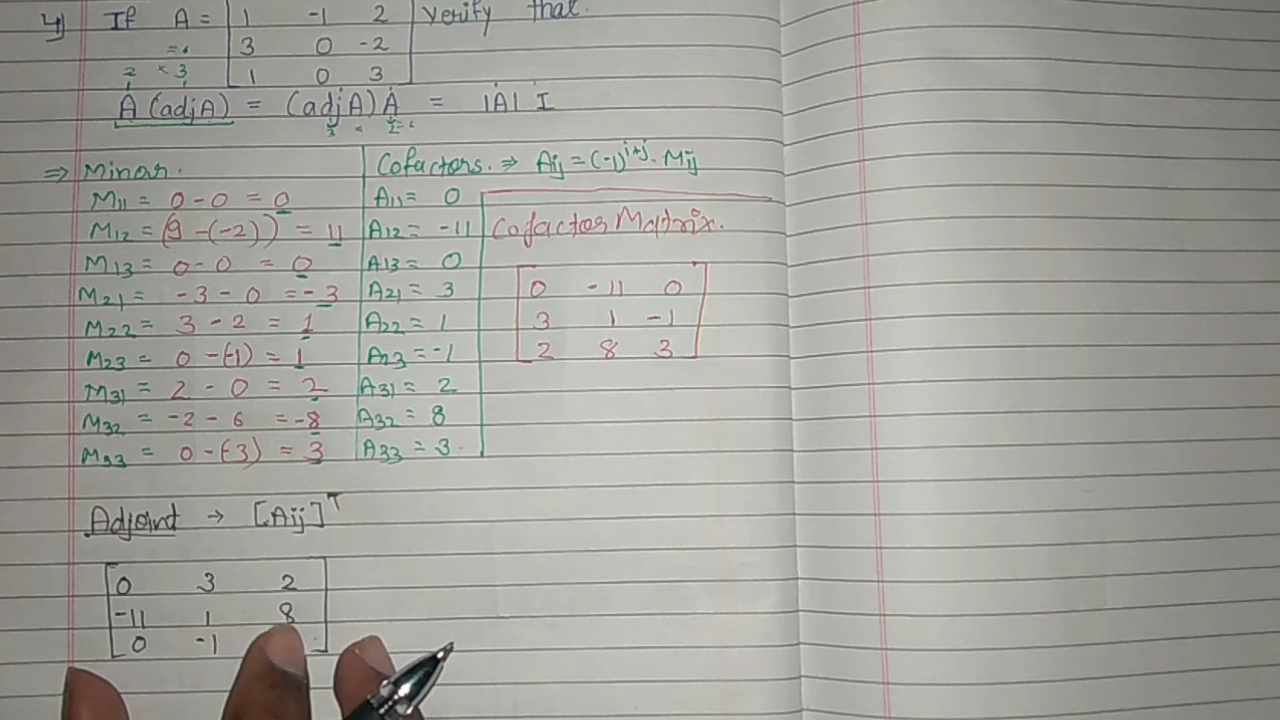 4) If A = 1 -1 2 Verify that.
= 6 3 0 -2
2 × 3 1 0 3
A (adjA) = (adjA) A = |A| I
⇒ Minor.
M11 = 0 - 0 = 0
M12 = (9 - (-2)) = 11
M13 = 0 - 0 = 0
M21 = -3 - 0 = -3
M22 = 3 - 2 = 1
M23 = 0 - (-1) = 1
M31 = 2 - 0 = 2
M32 = -2 - 6 = -8
M33 = 0 - (-3) = 3
Cofactors. ⇒ Aij = (-1)^i+j . Mij
A11 = 0
A12 = -11
A13 = 0
A21 = 3
A22 = 1
A23 = -1
A31 = 2
A32 = 8
A33 = 3.
Cofactor Matrix.
0 -11 0
3 1 -1
2 8 3
Adjoint → [Aij]^T
0 3 2
-11 1 8
0 -1